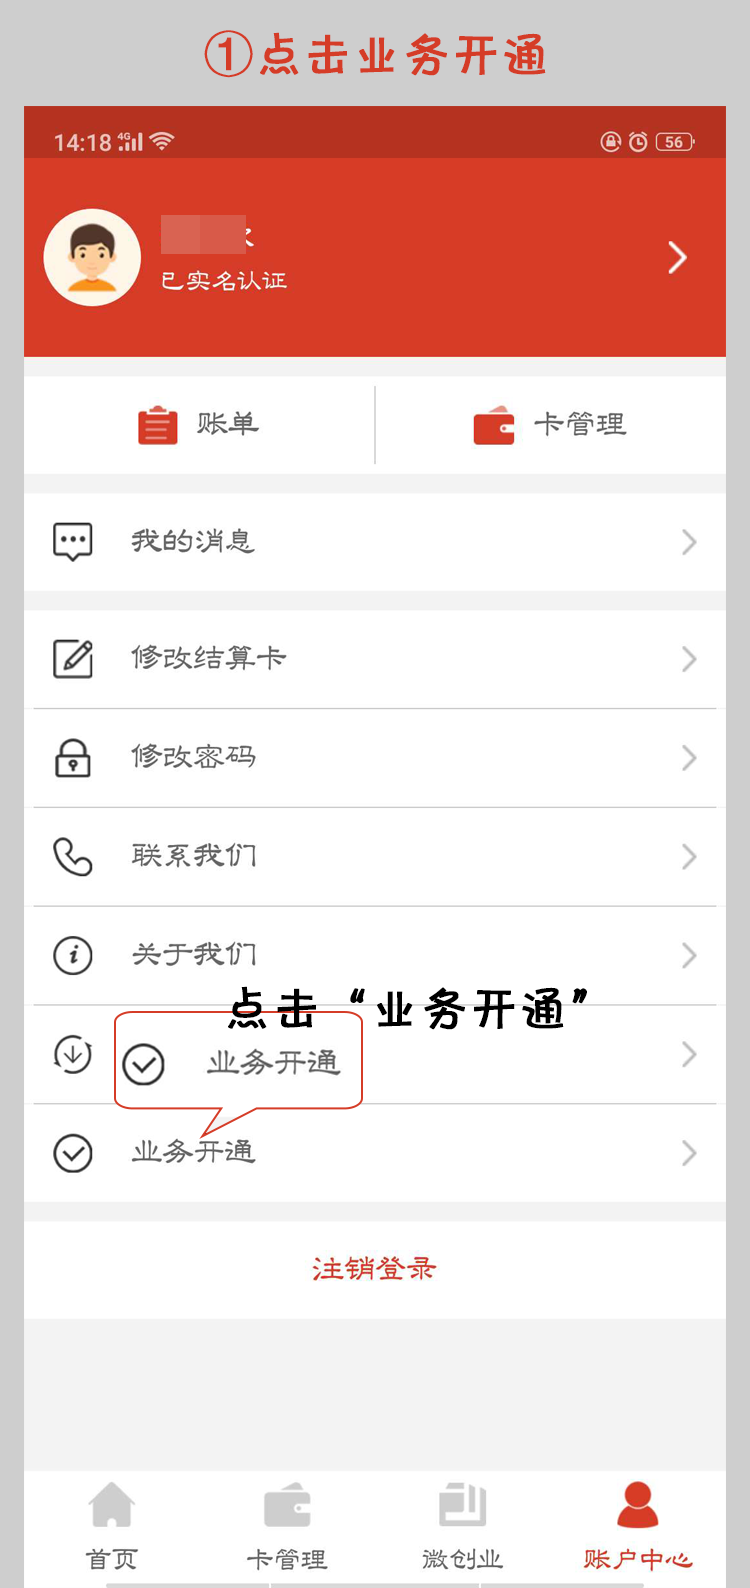 ①点击业务开通
14:18 4G 56
已实名认证
账单 卡管理
我的消息
修改结算卡
修改密码
联系我们
关于我们
点击“业务开通”
业务开通
业务开通
注销登录
首页 卡管理 微创业 账户中心